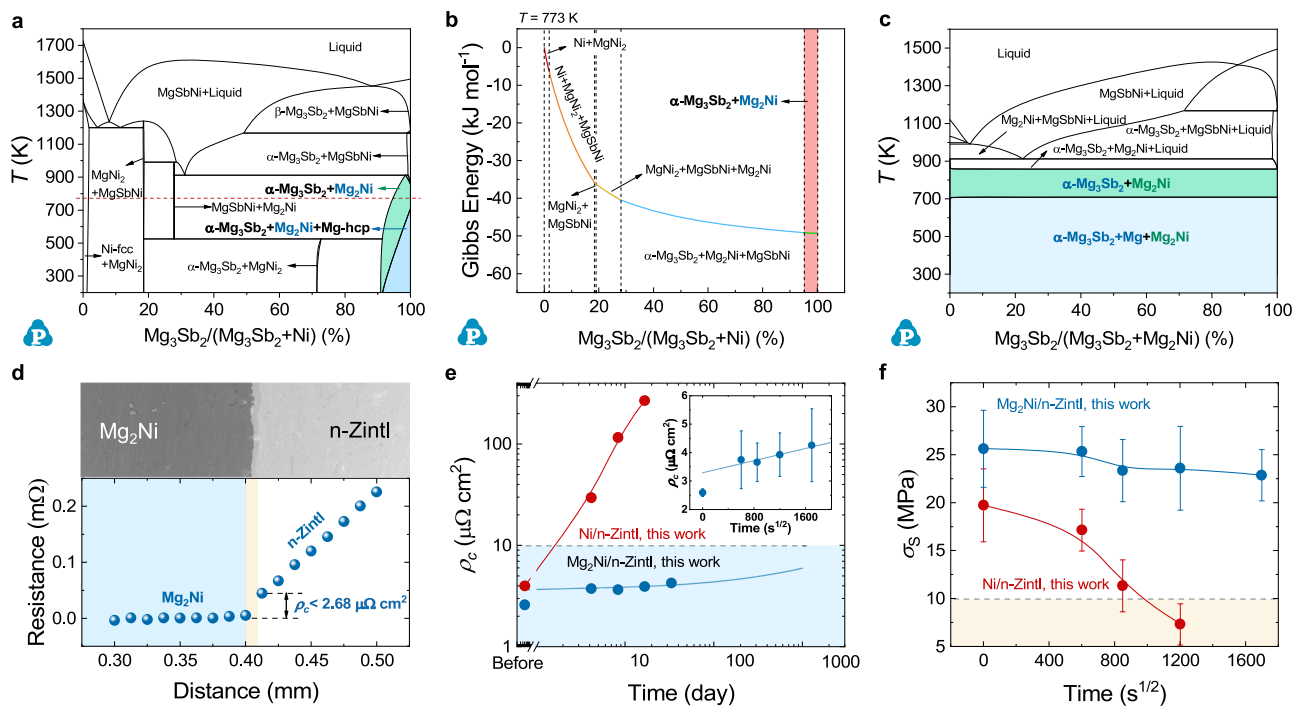 a
1700
1500
1300
1100
900
700
500
300
T (K)
Liquid
MgSbNi+Liquid
β-Mg₃Sb₂+MgSbNi
α-Mg₃Sb₂+MgSbNi
MgNi₂
+MgSbNi
α-Mg₃Sb₂+Mg₂Ni
MgSbNi+Mg₂Ni
α-Mg₃Sb₂+Mg₂Ni+Mg-hcp
Ni-fcc
+MgNi₂
α-Mg₃Sb₂+MgNi₂
0 20 40 60 80 100
Mg₃Sb₂/(Mg₃Sb₂+Ni) (%)
P
b
T = 773 K
0
-10
-20
-30
-40
-50
-60
Gibbs Energy (kJ mol⁻¹)
Ni+MgNi₂
Ni+MgNi₂+MgSbNi
α-Mg₃Sb₂+Mg₂Ni
MgNi₂+MgSbNi+Mg₂Ni
MgNi₂+
MgSbNi
α-Mg₃Sb₂+Mg₂Ni+MgSbNi
0 20 40 60 80 100
Mg₃Sb₂/(Mg₃Sb₂+Ni) (%)
c
1500
1300
1100
900
700
500
300
T (K)
Liquid
MgSbNi+Liquid
Mg₂Ni+MgSbNi+Liquid
α-Mg₃Sb₂+MgSbNi+Liquid
α-Mg₃Sb₂+Mg₂Ni+Liquid
α-Mg₃Sb₂+Mg₂Ni
α-Mg₃Sb₂+Mg+Mg₂Ni
0 20 40 60 80 100
Mg₃Sb₂/(Mg₃Sb₂+Mg₂Ni) (%)
P
d
Mg₂Ni
n-Zintl
0.2
0.1
0.0
Resistance (mΩ)
n-Zintl
Mg₂Ni
ρc< 2.68 μΩ cm²
0.30 0.35 0.40 0.45 0.50
Distance (mm)
e
100
10
1
ρc (μΩ cm²)
6
5
4
3
2
ρc (μΩ cm²)
0 800 1600
Time (s¹ᐟ²)
Ni/n-Zintl, this work
Mg₂Ni/n-Zintl, this work
Before 10 100 1000
Time (day)
f
30
25
20
15
10
5
σS (MPa)
Mg₂Ni/n-Zintl, this work
Ni/n-Zintl, this work
0 400 800 1200 1600
Time (s¹ᐟ²)